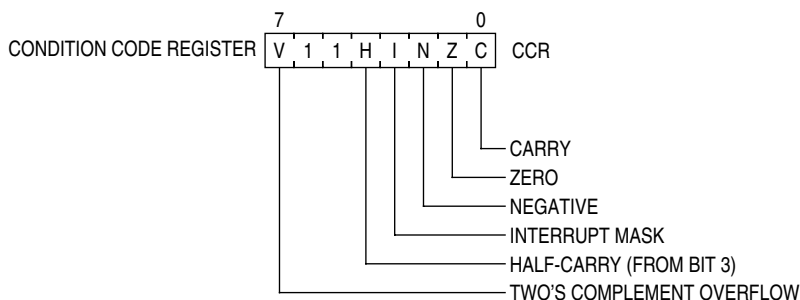 7 0
CONDITION CODE REGISTER V 1 1 H I N Z C CCR
CARRY
ZERO
NEGATIVE
INTERRUPT MASK
HALF-CARRY (FROM BIT 3)
TWO'S COMPLEMENT OVERFLOW